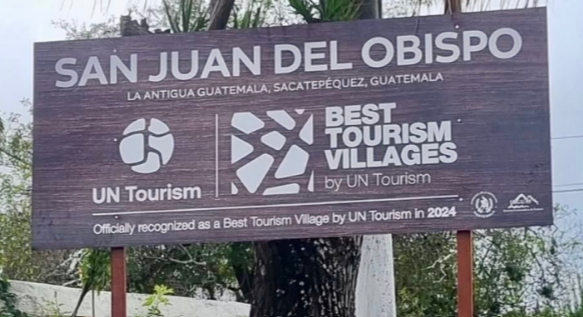 SAN JUAN DEL OBISPO
LA ANTIGUA GUATEMALA, SACATEPÉQUEZ, GUATEMALA
UN Tourism
BEST
TOURISM
VILLAGES
by UN Tourism
Officially recognized as a Best Tourism Village by UN Tourism in 2024